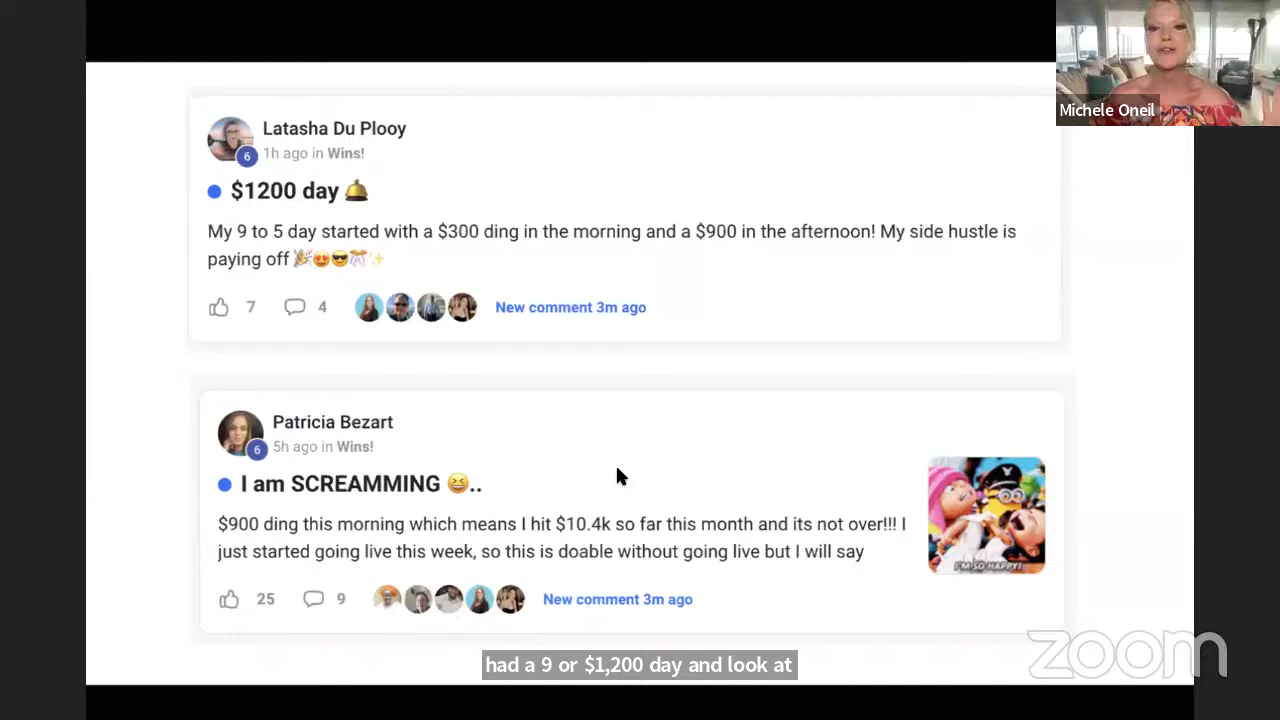 Michele Oneil
Latasha Du Plooy
6
1h ago in Wins!
$1200 day 🛎️
My 9 to 5 day started with a $300 ding in the morning and a $900 in the afternoon! My side hustle is
paying off 🎉😍😎🎊✨
7 4 New comment 3m ago
Patricia Bezart
6
5h ago in Wins!
I am SCREAMMING 😆..
$900 ding this morning which means I hit $10.4k so far this month and its not over!!! I
just started going live this week, so this is doable without going live but I will say
I'M SO HAPPY!
25 9 New comment 3m ago
zoom
had a 9 or $1,200 day and look at